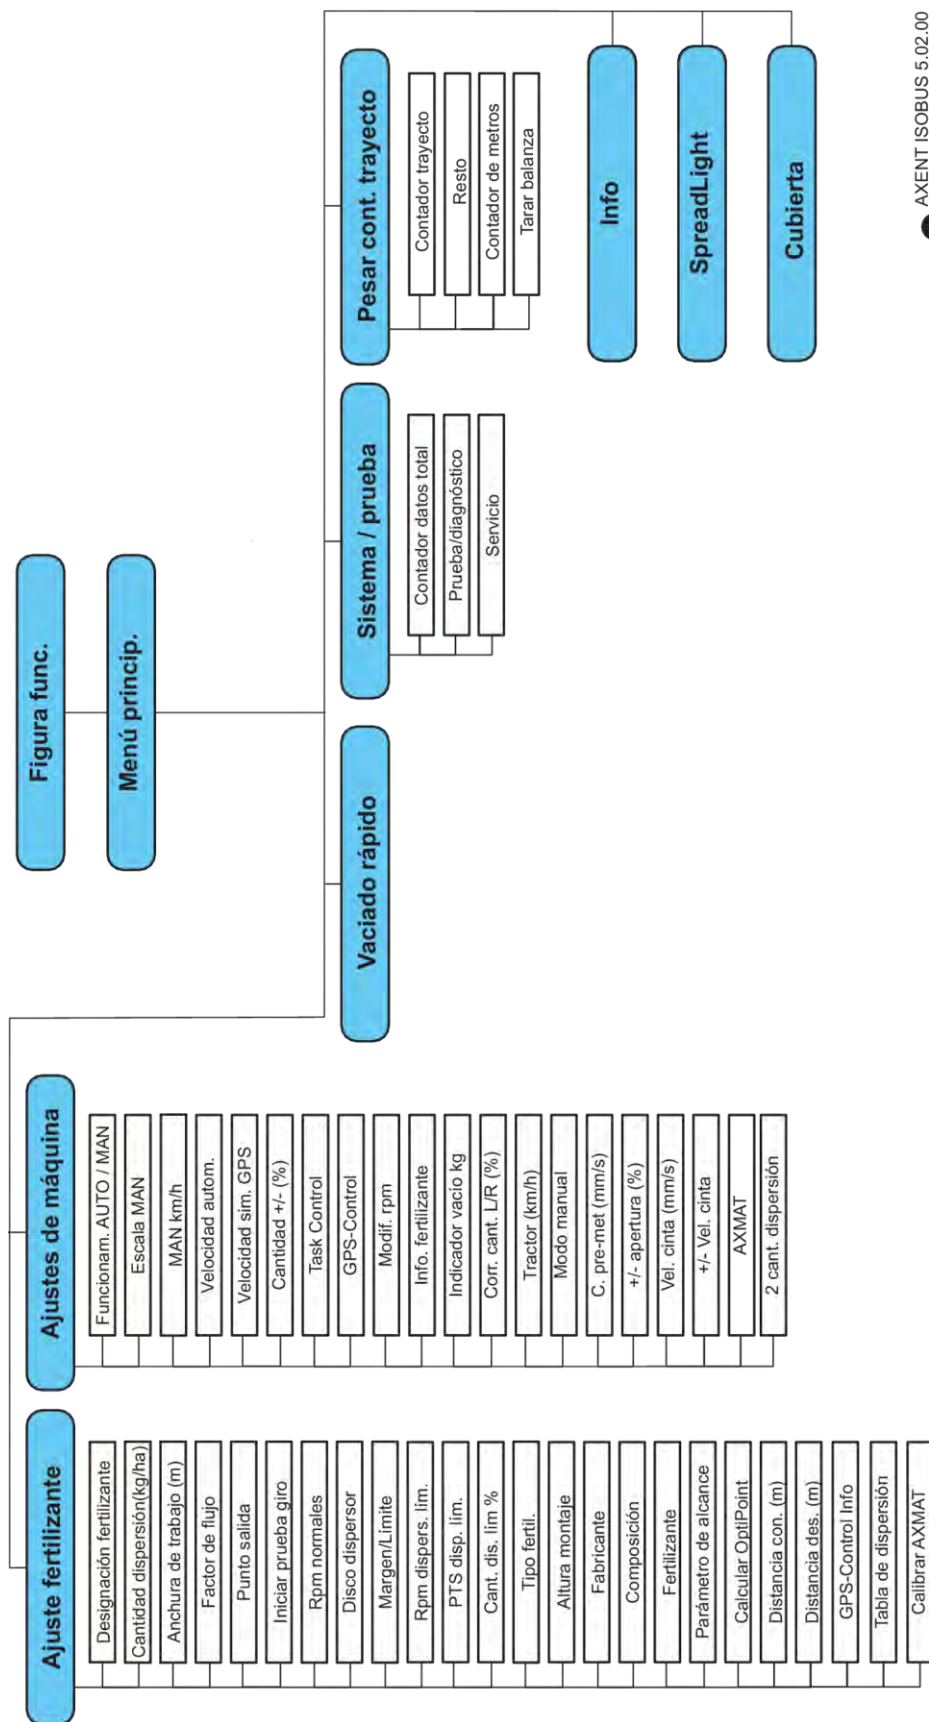 Figura func.
Menú princip.
Ajuste fertilizante
Designación fertilizante
Cantidad dispersión(kg/ha)
Anchura de trabajo (m)
Factor de flujo
Punto salida
Iniciar prueba giro
Rpm normales
Disco dispersor
Margen/Límite
Rpm dispers. lím.
PTS disp. lím.
Cant. dis. lím %
Tipo fertil.
Altura montaje
Fabricante
Composición
Fertilizante
Parámetro de alcance
Calcular OptiPoint
Distancia con. (m)
Distancia des. (m)
GPS-Control Info
Tabla de dispersión
Calibrar AXMAT
Ajustes de máquina
Funcionam. AUTO / MAN
Escala MAN
MAN km/h
Velocidad autom.
Velocidad sim. GPS
Cantidad +/- (%)
Task Control
GPS-Control
Modif. rpm
Info. fertilizante
Indicador vacio kg
Corr. cant. L/R (%)
Tractor (km/h)
Modo manual
C. pre-met (mm/s)
+/- apertura (%)
Vel. cinta (mm/s)
+/- Vel. cinta
AXMAT
2 cant. dispersión
Vaciado rápido
Sistema / prueba
Contador datos total
Prueba/diagnóstico
Servicio
Pesar cont. trayecto
Contador trayecto
Resto
Contador de metros
Tarar balanza
Info
SpreadLight
Cubierta
AXENT ISOBUS 5.02.00